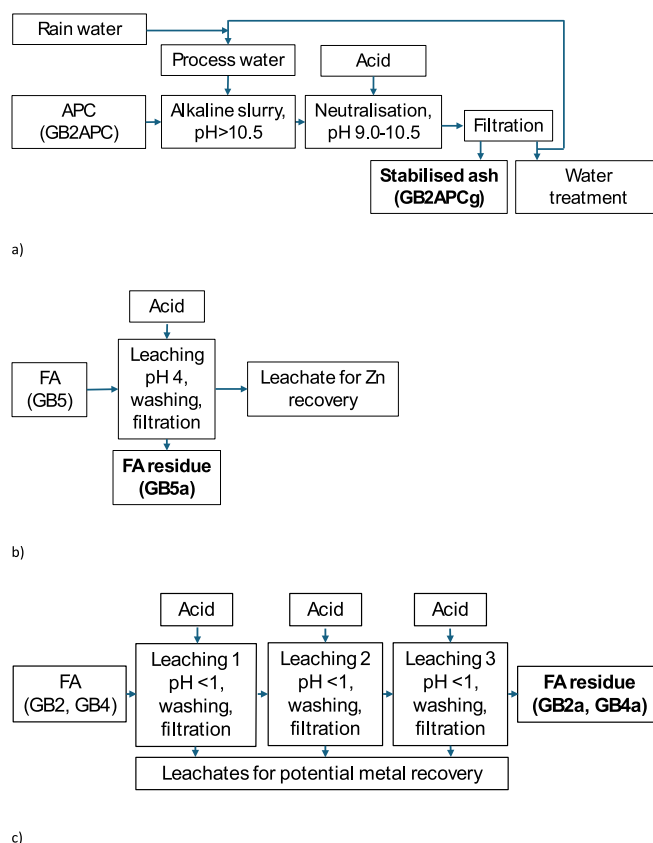 Rain water
Process water
Acid
APC
(GB2APC)
Alkaline slurry,
pH>10.5
Neutralisation,
pH 9.0-10.5
Filtration
Stabilised ash
(GB2APCg)
Water
treatment
a)
Acid
FA
(GB5)
Leaching
pH 4,
washing,
filtration
Leachate for Zn
recovery
FA residue
(GB5a)
b)
Acid
Acid
Acid
FA
(GB2, GB4)
Leaching 1
pH <1,
washing,
filtration
Leaching 2
pH <1,
washing,
filtration
Leaching 3
pH <1,
washing,
filtration
FA residue
(GB2a, GB4a)
Leachates for potential metal recovery
c)